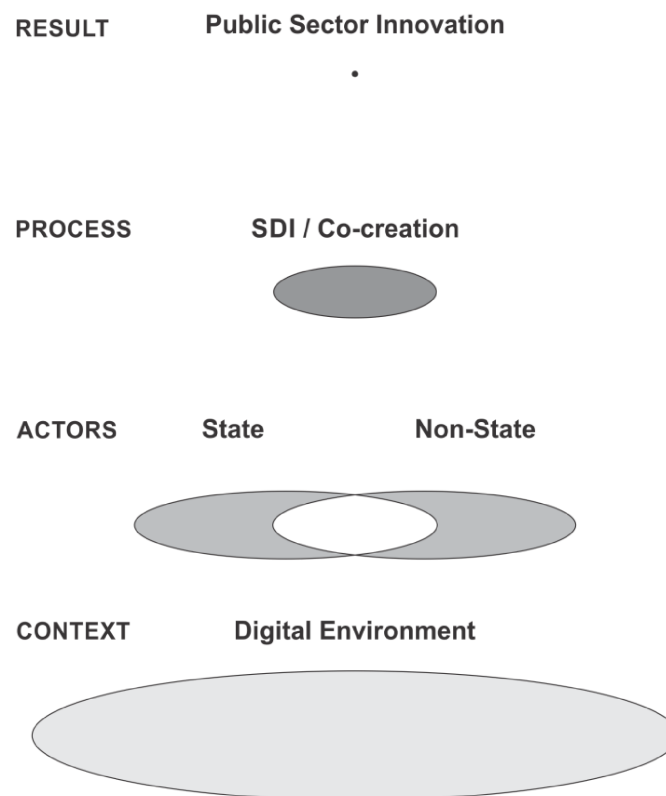 RESULT Public Sector Innovation
PROCESS SDI / Co-creation
ACTORS State Non-State
CONTEXT Digital Environment